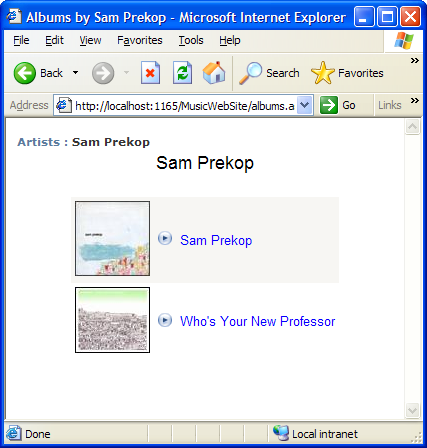 Albums by Sam Prekop - Microsoft Internet Explorer
File Edit View Favorites Tools Help »
Back Search Favorites »
Address http://localhost:1165/MusicWebSite/albums.a Go Links »
Artists : Sam Prekop
Sam Prekop
sam prekop
Sam Prekop
Who's Your New Professor
Done Local intranet